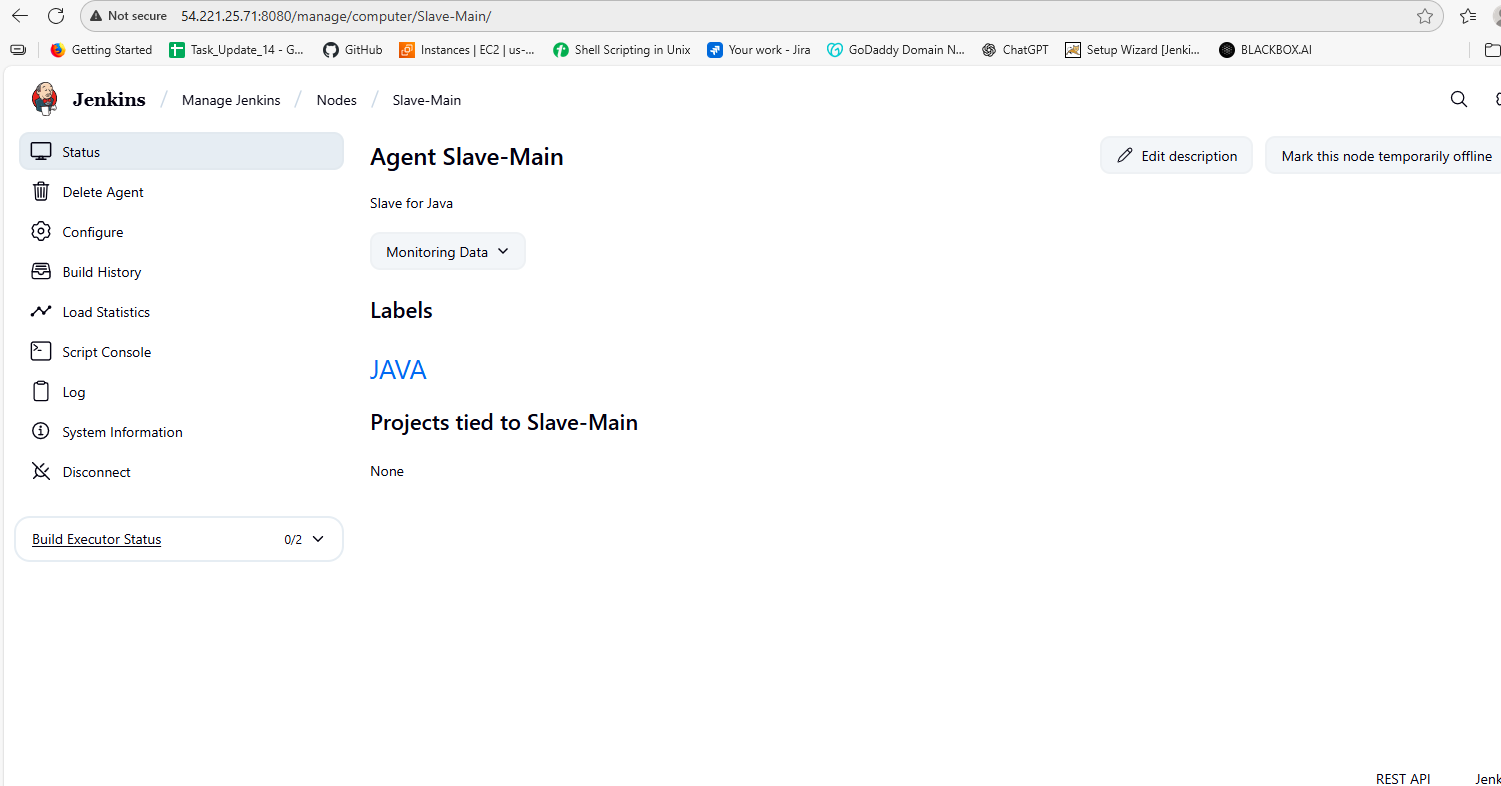 Not secure 54.221.25.71:8080/manage/computer/Slave-Main/
Getting Started Task_Update_14 - G... GitHub Instances | EC2 | us-... Shell Scripting in Unix Your work - Jira GoDaddy Domain N... ChatGPT Setup Wizard [Jenki... BLACKBOX.AI
Jenkins / Manage Jenkins / Nodes / Slave-Main
Status
Delete Agent
Configure
Build History
Load Statistics
Script Console
Log
System Information
Disconnect
Build Executor Status 0/2
Agent Slave-Main
Edit description Mark this node temporarily offline
Slave for Java
Monitoring Data
Labels
JAVA
Projects tied to Slave-Main
None
REST API Jenk